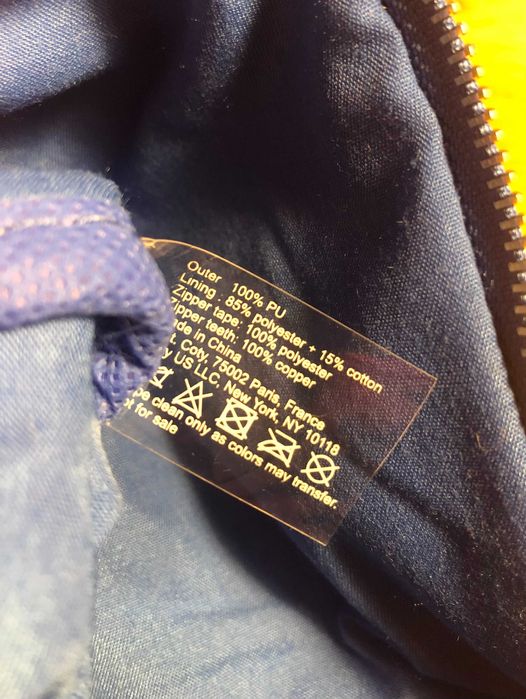 Outer 100% PU
Lining : 85% polyester + 15% cotton
Zipper tape: 100% polyester
Zipper teeth: 100% copper
in China
Coty, 75002 Paris, France
US LLC, New York, NY 10118
clean only as colors may transfer.
for sale